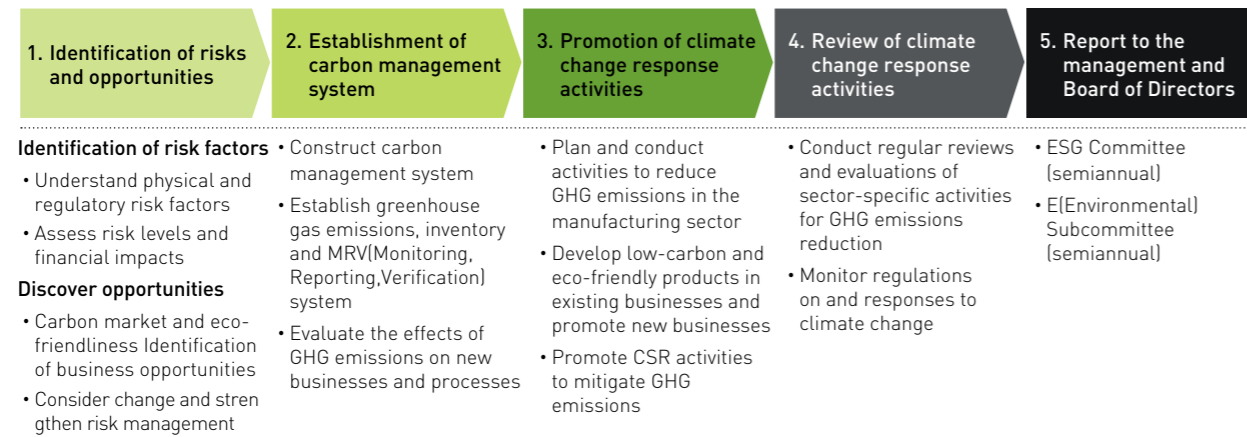 1. Identification of risks
and opportunities
2. Establishment of
carbon management
system
3. Promotion of climate
change response
activities
4. Review of climate
change response
activities
5. Report to the
management and
Board of Directors
Identification of risk factors
• Understand physical and
regulatory risk factors
• Assess risk levels and
financial impacts
Discover opportunities
• Carbon market and eco-
friendliness Identification
of business opportunities
• Consider change and stren
gthen risk management
• Construct carbon
management system
• Establish greenhouse
gas emissions, inventory
and MRV(Monitoring,
Reporting,Verification)
system
• Evaluate the effects of
GHG emissions on new
businesses and processes
• Plan and conduct
activities to reduce
GHG emissions in the
manufacturing sector
• Develop low-carbon and
eco-friendly products in
existing businesses and
promote new businesses
• Promote CSR activities
to mitigate GHG
emissions
• Conduct regular reviews
and evaluations of
sector-specific activities
for GHG emissions
reduction
• Monitor regulations
on and responses to
climate change
• ESG Committee
(semiannual)
• E(Environmental)
Subcommittee
(semiannual)